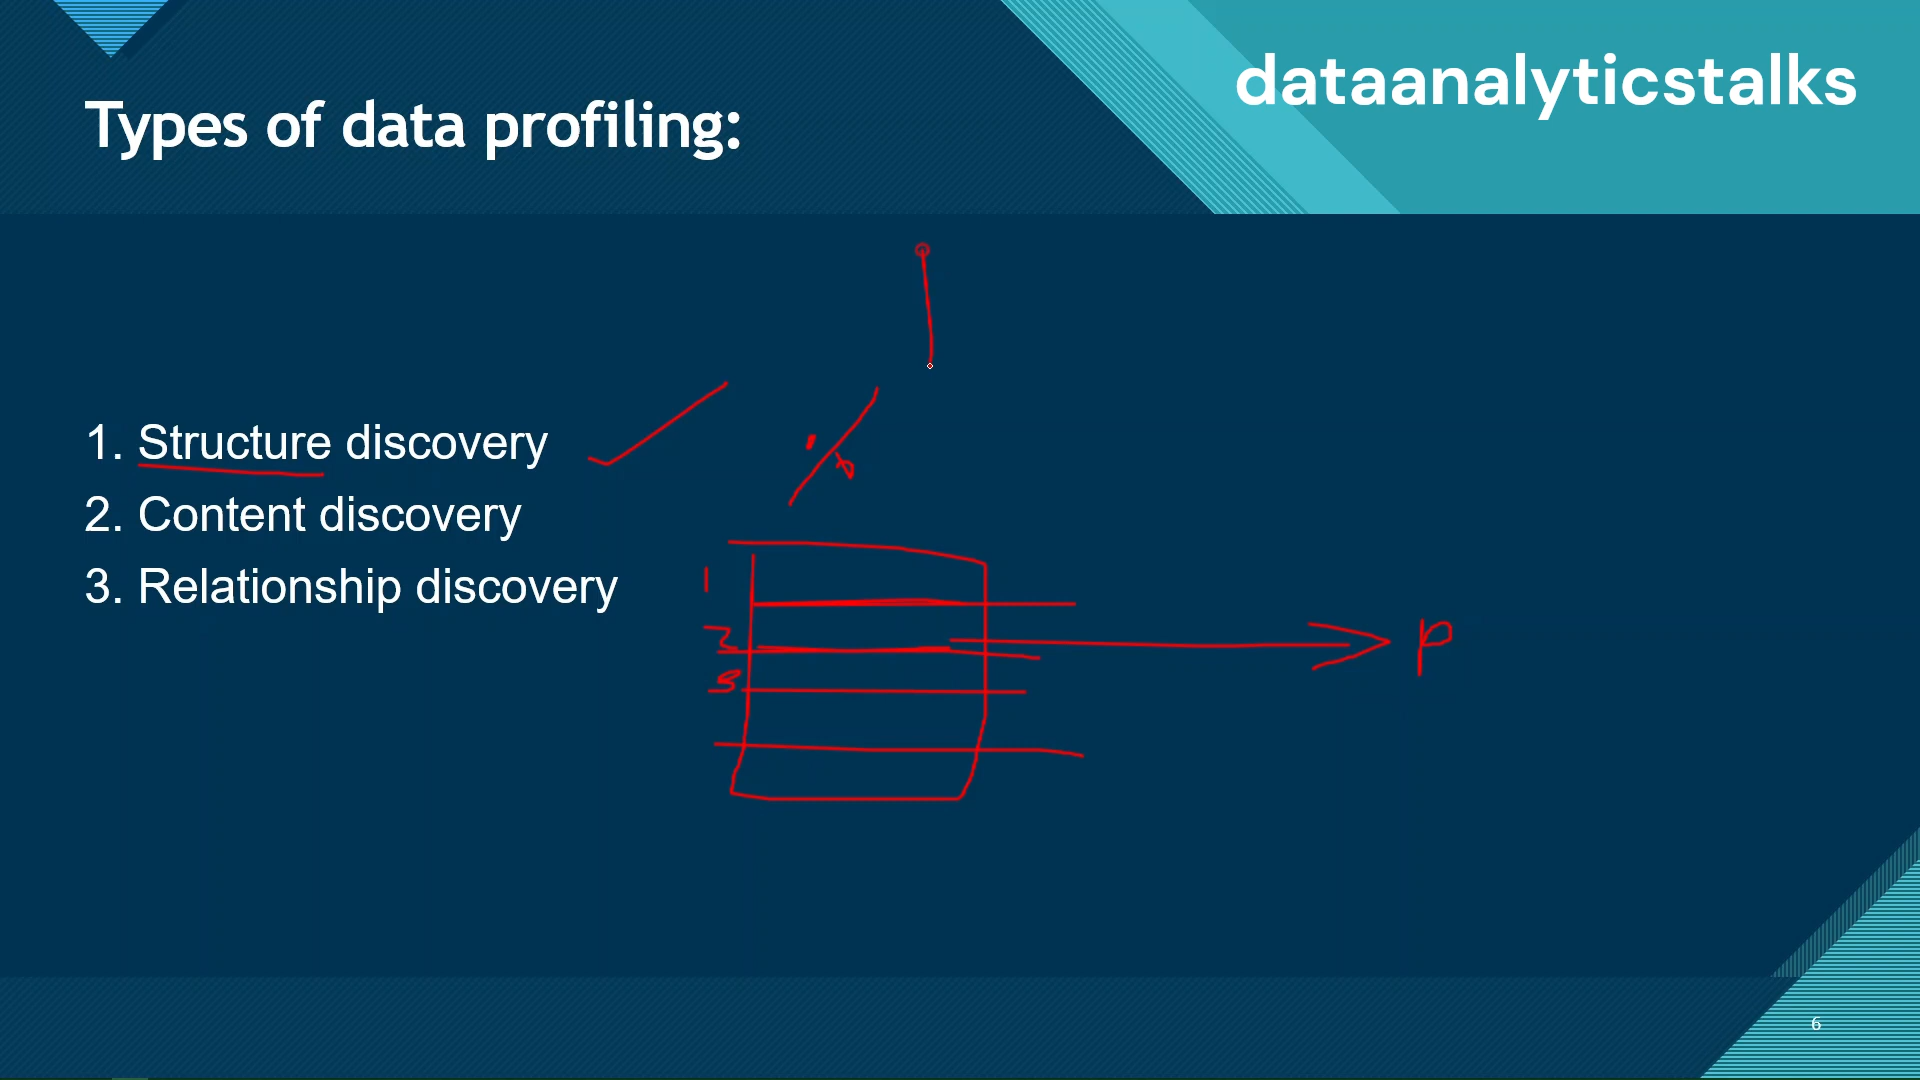 dataanalyticstalks
Types of data profiling:
1. Structure discovery
2. Content discovery
3. Relationship discovery
1
2
3
P
6